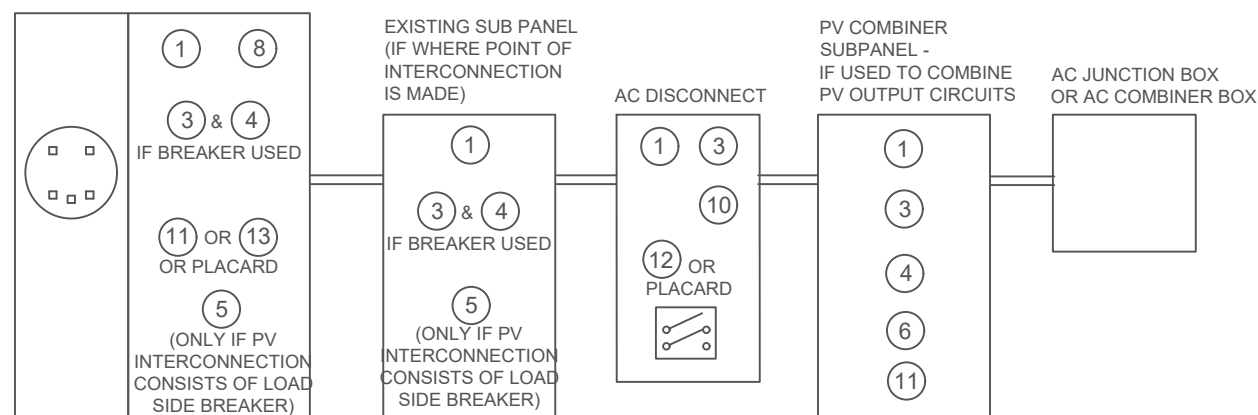 1 8
3 & 4
IF BREAKER USED
11 OR 13
OR PLACARD
5
(ONLY IF PV
INTERCONNECTION
CONSISTS OF LOAD
SIDE BREAKER)
EXISTING SUB PANEL
(IF WHERE POINT OF
INTERCONNECTION
IS MADE)
1
3 & 4
IF BREAKER USED
5
(ONLY IF PV
INTERCONNECTION
CONSISTS OF LOAD
SIDE BREAKER)
AC DISCONNECT
1 3
10
12 OR
PLACARD
PV COMBINER
SUBPANEL -
IF USED TO COMBINE
PV OUTPUT CIRCUITS
1
3
4
6
11
AC JUNCTION BOX
OR AC COMBINER BOX